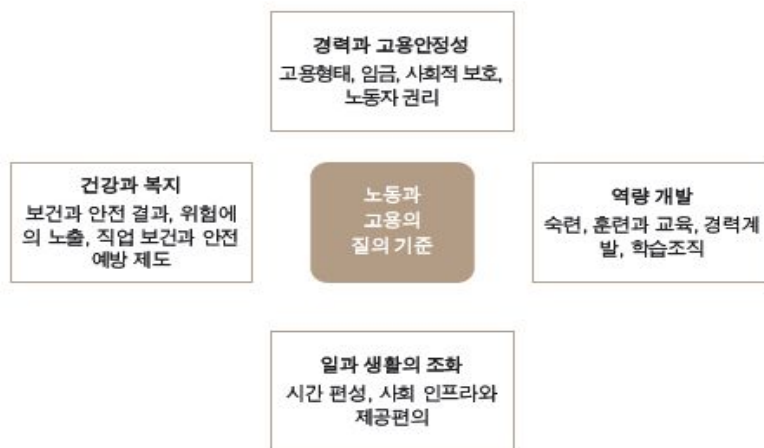 경력과 고용안정성
고용형태, 임금, 사회적 보호,
노동자 권리
건강과 복지
보건과 안전 결과, 위험에
의 노출, 직업 보건과 안전
예방 제도
노동과
고용의
질의 기준
역량 개발
숙련, 훈련과 교육, 경력계
발, 학습조직
일과 생활의 조화
시간 편성, 사회 인프라와
제공편의